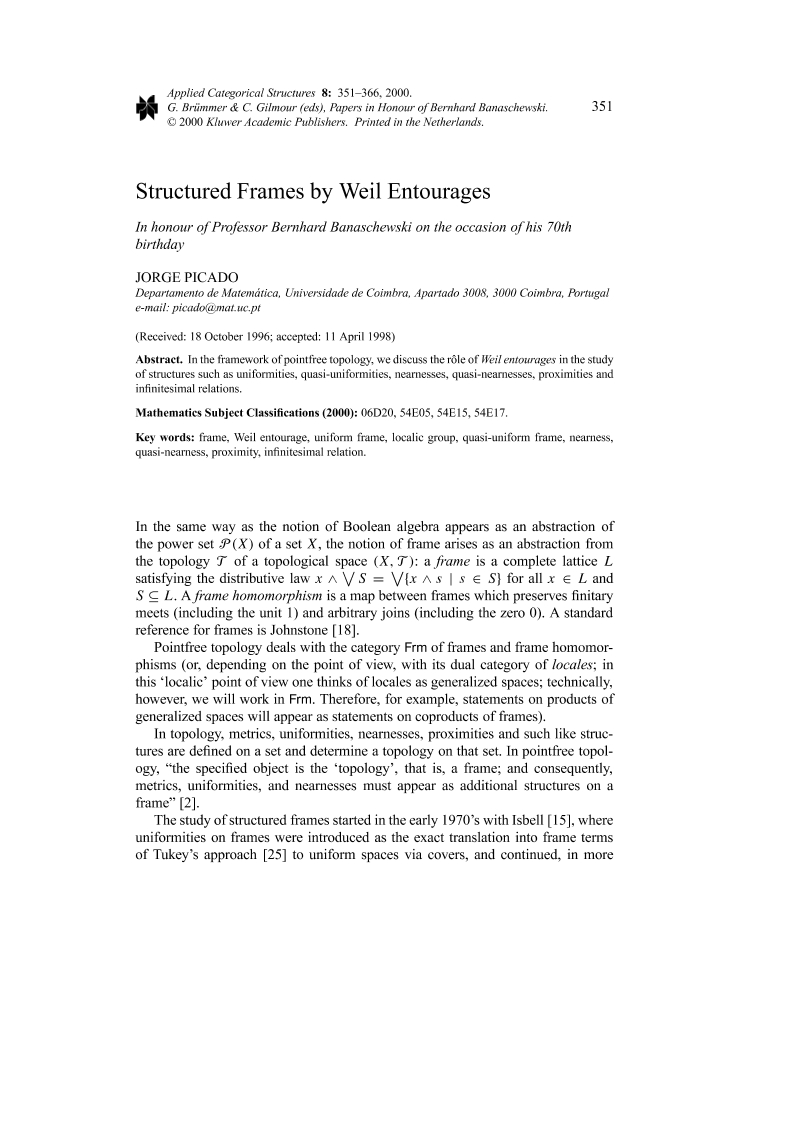 Applied Categorical Structures 8: 351–366, 2000.
G. Brümmer & C. Gilmour (eds), Papers in Honour of Bernhard Banaschewski.
© 2000 Kluwer Academic Publishers. Printed in the Netherlands.
351
Structured Frames by Weil Entourages
In honour of Professor Bernhard Banaschewski on the occasion of his 70th
birthday
JORGE PICADO
Departamento de Matemática, Universidade de Coimbra, Apartado 3008, 3000 Coimbra, Portugal
e-mail: picado@mat.uc.pt
(Received: 18 October 1996; accepted: 11 April 1998)
Abstract. In the framework of pointfree topology, we discuss the rôle of Weil entourages in the study
of structures such as uniformities, quasi-uniformities, nearnesses, quasi-nearnesses, proximities and
infinitesimal relations.
Mathematics Subject Classifications (2000): 06D20, 54E05, 54E15, 54E17.
Key words: frame, Weil entourage, uniform frame, localic group, quasi-uniform frame, nearness,
quasi-nearness, proximity, infinitesimal relation.
In the same way as the notion of Boolean algebra appears as an abstraction of
the power set 𝒫(X) of a set X, the notion of frame arises as an abstraction from
the topology 𝒯 of a topological space (X, 𝒯): a frame is a complete lattice L
satisfying the distributive law x ∧ ⋁ S = ⋁{x ∧ s | s ∈ S} for all x ∈ L and
S ⊆ L. A frame homomorphism is a map between frames which preserves finitary
meets (including the unit 1) and arbitrary joins (including the zero 0). A standard
reference for frames is Johnstone [18].
Pointfree topology deals with the category Frm of frames and frame homomor-
phisms (or, depending on the point of view, with its dual category of locales; in
this ‘localic’ point of view one thinks of locales as generalized spaces; technically,
however, we will work in Frm. Therefore, for example, statements on products of
generalized spaces will appear as statements on coproducts of frames).
In topology, metrics, uniformities, nearnesses, proximities and such like struc-
tures are defined on a set and determine a topology on that set. In pointfree topol-
ogy, “the specified object is the ‘topology’, that is, a frame; and consequently,
metrics, uniformities, and nearnesses must appear as additional structures on a
frame” [2].
The study of structured frames started in the early 1970’s with Isbell [15], where
uniformities on frames were introduced as the exact translation into frame terms
of Tukey’s approach [25] to uniform spaces via covers, and continued, in more